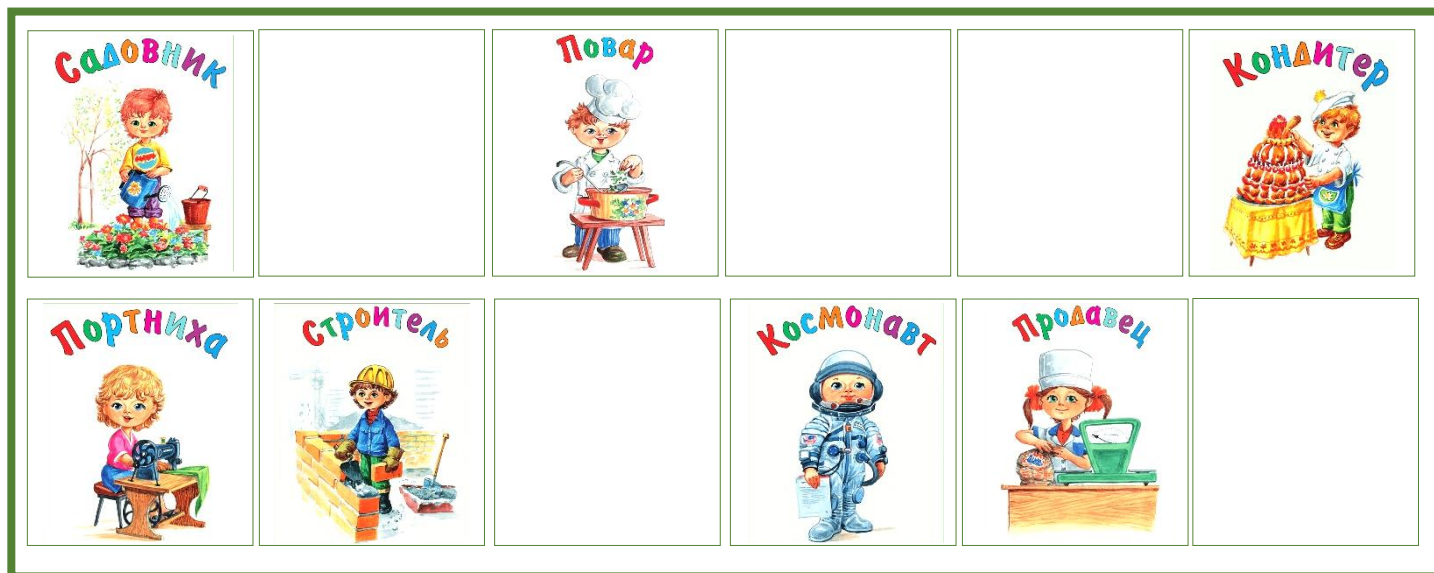 Садовник
Повар
Кондитер
Портниха
Строитель
Космонавт
Продавец